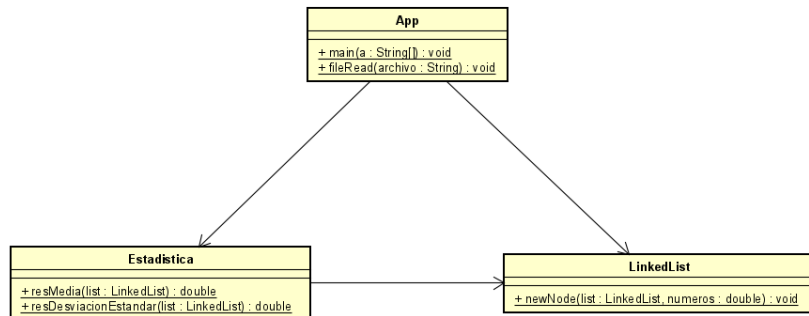 App
+ main(a : String[]) : void
+ fileRead(archivo : String) : void
Estadistica
+ resMedia(list : LinkedList) : double
+ resDesviacionEstandar(list : LinkedList) : double
LinkedList
+ newNode(list : LinkedList, numeros : double) : void